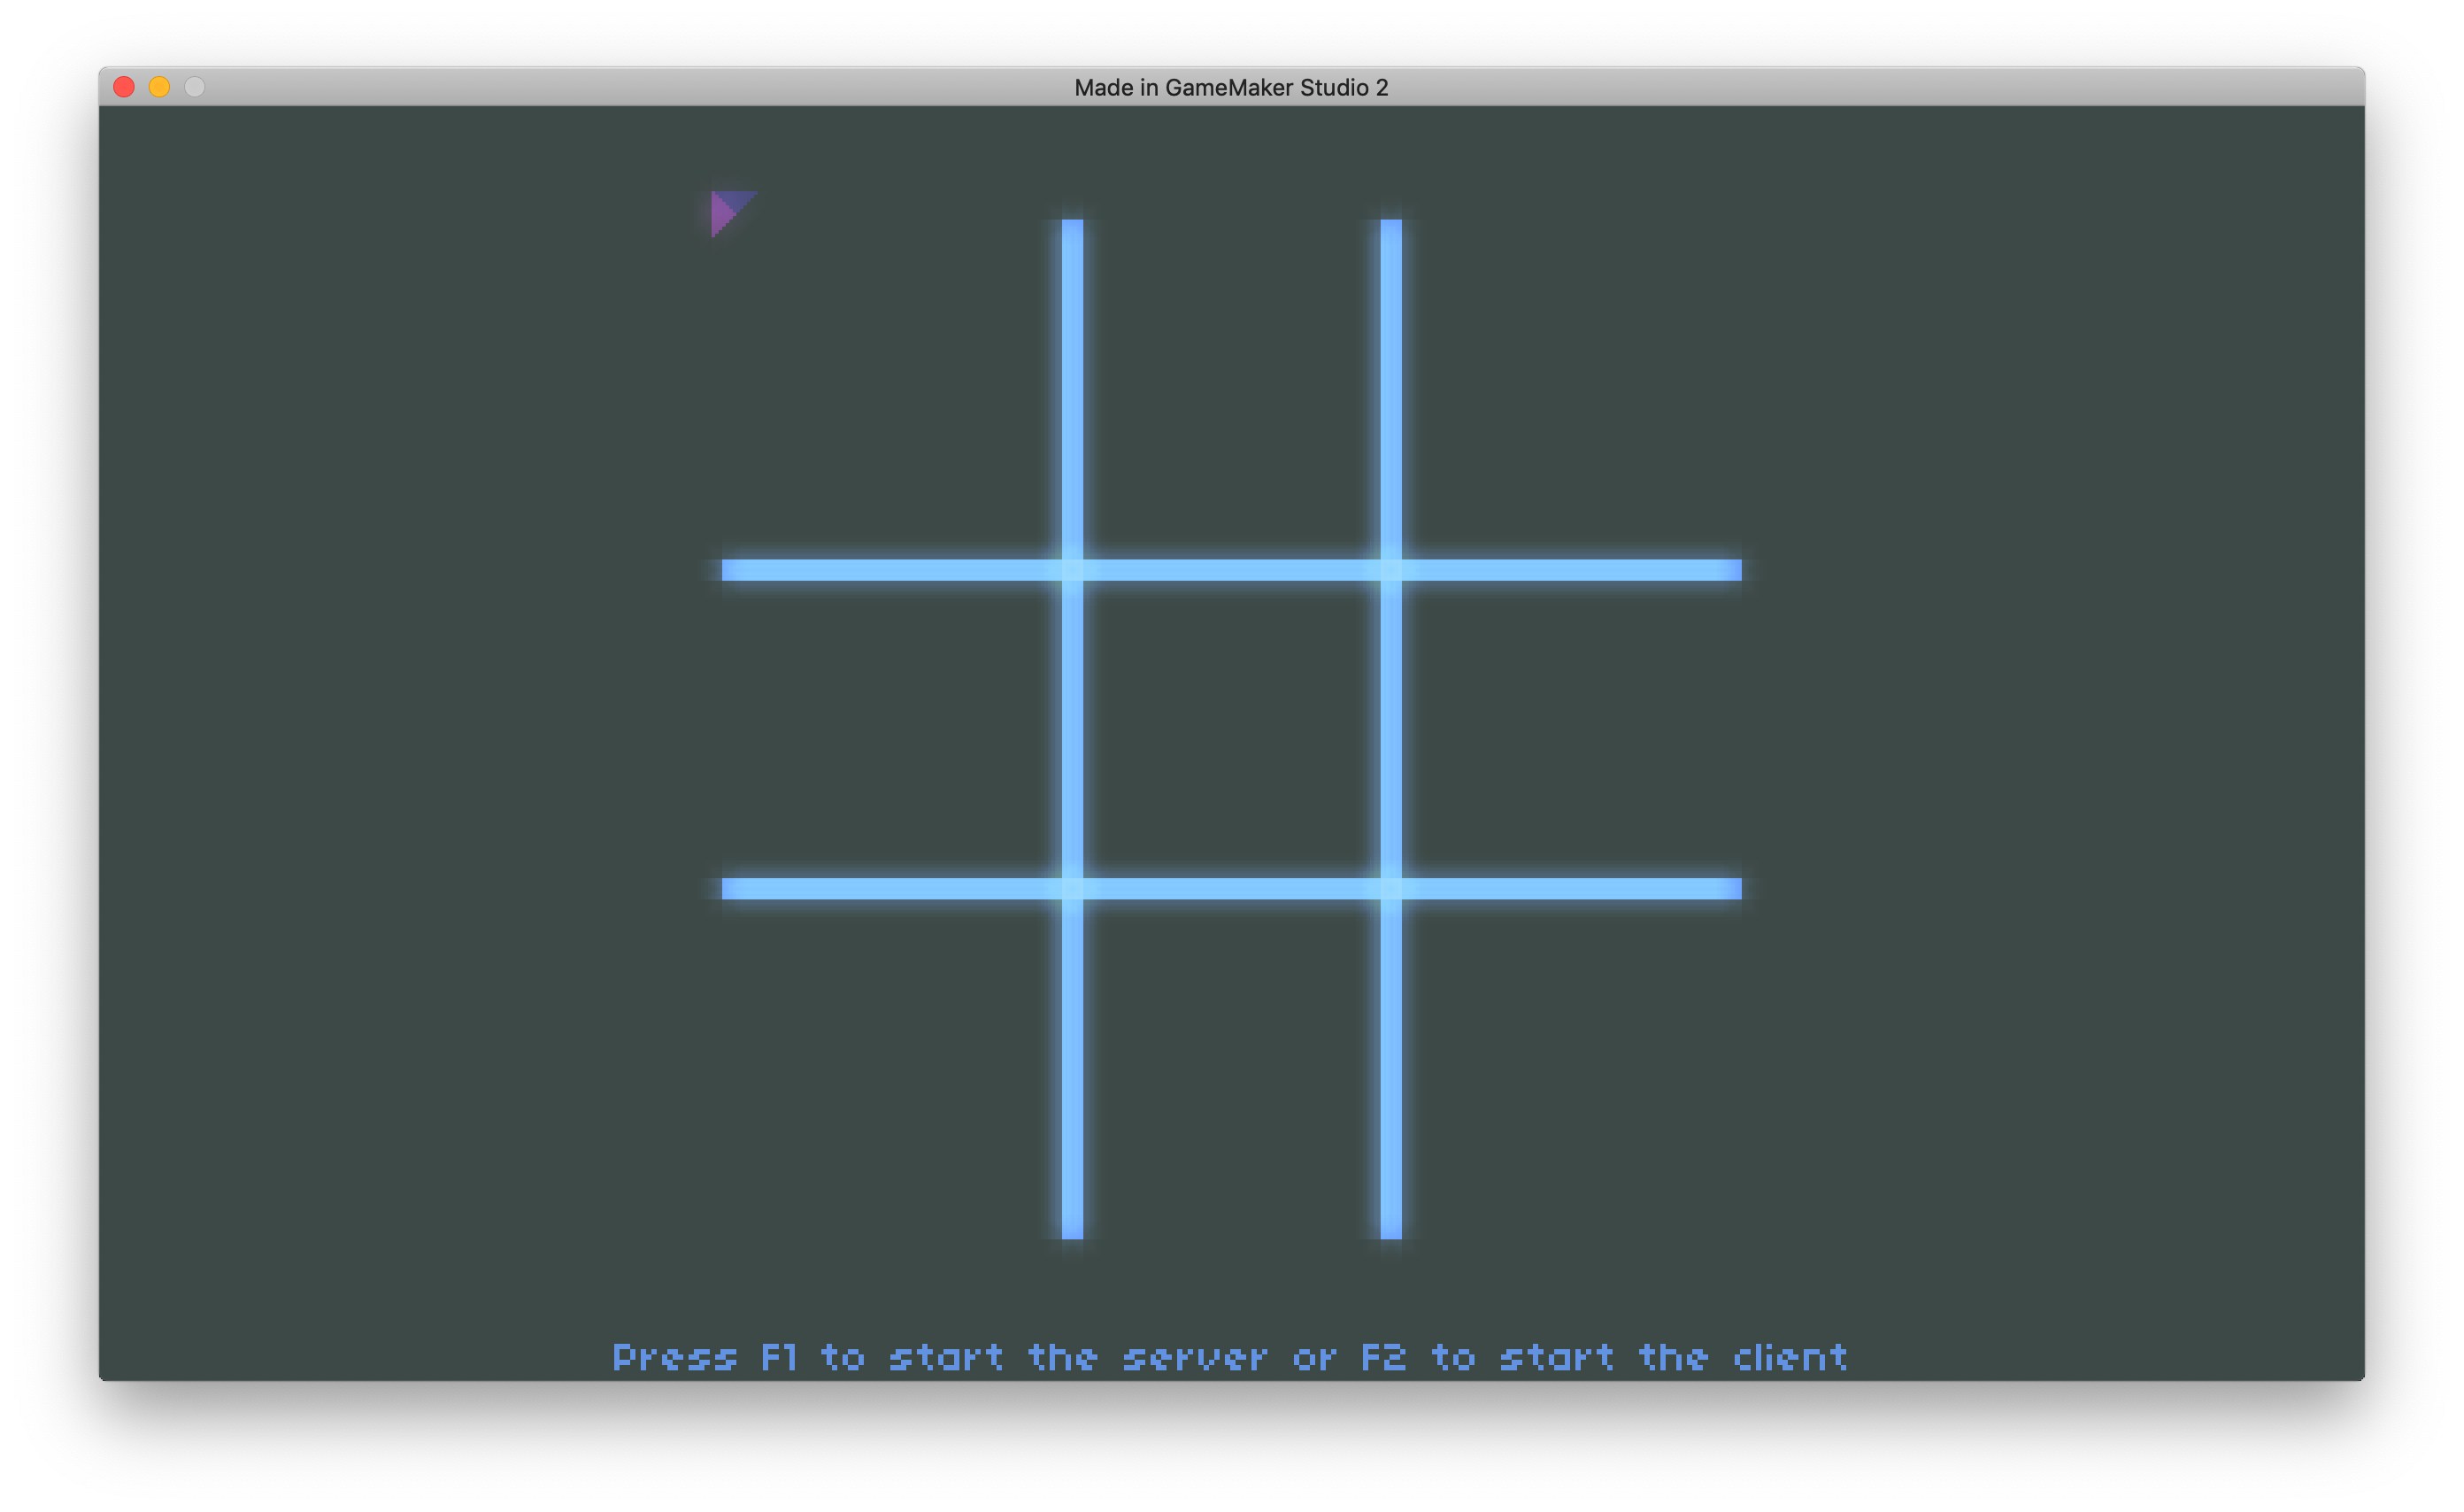 Made in GameMaker Studio 2
Press F1 to start the server or F2 to start the client